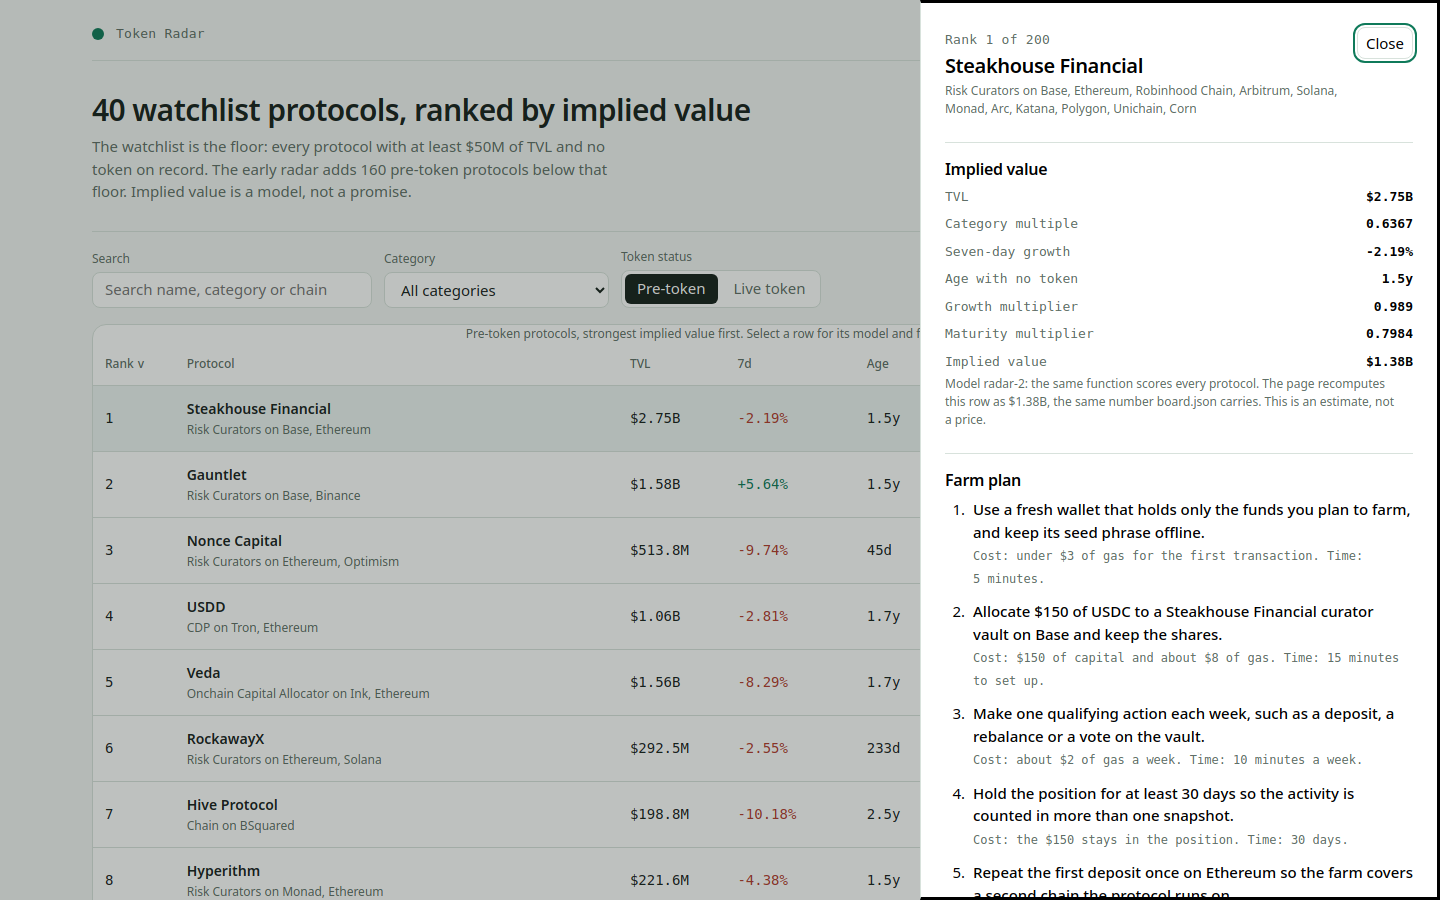 Token Radar
40 watchlist protocols, ranked by implied value
The watchlist is the floor: every protocol with at least $50M of TVL and no
token on record. The early radar adds 160 pre-token protocols below that
floor. Implied value is a model, not a promise.
Search
Category
Token status
Search name, category or chain
All categories
Pre-token
Live token
Pre-token protocols, strongest implied value first. Select a row for its model and f
Rank v
Protocol
TVL
7d
Age
1
Steakhouse Financial
Risk Curators on Base, Ethereum
$2.75B
-2.19%
1.5y
2
Gauntlet
Risk Curators on Base, Binance
$1.58B
+5.64%
1.5y
3
Nonce Capital
Risk Curators on Ethereum, Optimism
$513.8M
-9.74%
45d
4
USDD
CDP on Tron, Ethereum
$1.06B
-2.81%
1.7y
5
Veda
Onchain Capital Allocator on Ink, Ethereum
$1.56B
-8.29%
1.7y
6
RockawayX
Risk Curators on Ethereum, Solana
$292.5M
-2.55%
233d
7
Hive Protocol
Chain on BSquared
$198.8M
-10.18%
2.5y
8
Hyperithm
Risk Curators on Monad, Ethereum
$221.6M
-4.38%
1.5y
Rank 1 of 200
Close
Steakhouse Financial
Risk Curators on Base, Ethereum, Robinhood Chain, Arbitrum, Solana,
Monad, Arc, Katana, Polygon, Unichain, Corn
Implied value
TVL
$2.75B
Category multiple
0.6367
Seven-day growth
-2.19%
Age with no token
1.5y
Growth multiplier
0.989
Maturity multiplier
0.7984
Implied value
$1.38B
Model radar-2: the same function scores every protocol. The page recomputes
this row as $1.38B, the same number board.json carries. This is an estimate, not
a price.
Farm plan
1. Use a fresh wallet that holds only the funds you plan to farm,
and keep its seed phrase offline.
Cost: under $3 of gas for the first transaction. Time:
5 minutes.
2. Allocate $150 of USDC to a Steakhouse Financial curator
vault on Base and keep the shares.
Cost: $150 of capital and about $8 of gas. Time: 15 minutes
to set up.
3. Make one qualifying action each week, such as a deposit, a
rebalance or a vote on the vault.
Cost: about $2 of gas a week. Time: 10 minutes a week.
4. Hold the position for at least 30 days so the activity is
counted in more than one snapshot.
Cost: the $150 stays in the position. Time: 30 days.
5. Repeat the first deposit once on Ethereum so the farm covers
a second chain the protocol runs on.